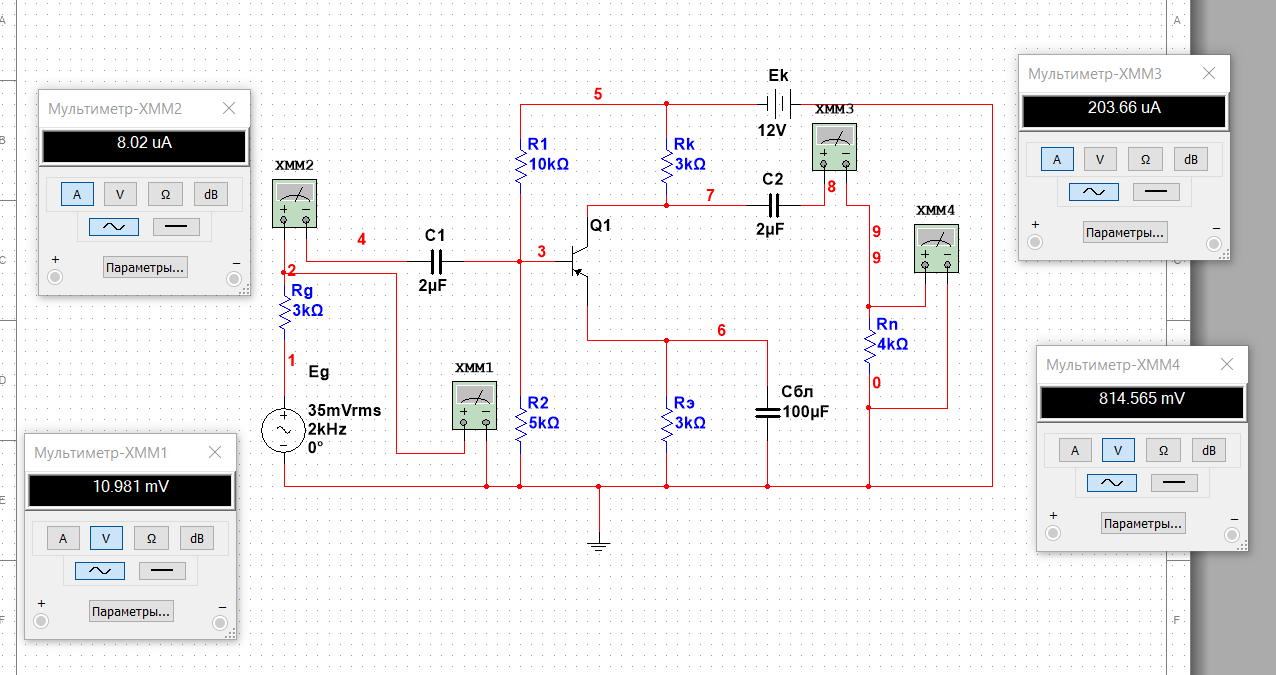 A
A
B
C
C
D
E
E
F
F
Мультиметр-XMM2
8.02 uA
A V Ω dB
Параметры...
+ −
Мультиметр-XMM1
10.981 mV
A V Ω dB
Параметры...
+ −
Мультиметр-XMM3
203.66 uA
A V Ω dB
Параметры...
+ −
Мультиметр-XMM4
814.565 mV
A V Ω dB
Параметры...
+ −
Ek
12V
5
XMM3
R1
10kΩ
Rk
3kΩ
XMM2
C2
2µF
7
8
XMM4
Q1
4
C1
2µF
3
9
9
2
Rg
3kΩ
6
Rn
4kΩ
1
Eg
XMM1
0
R2
5kΩ
Rэ
3kΩ
Cбл
100µF
35mVrms
2kHz
0°